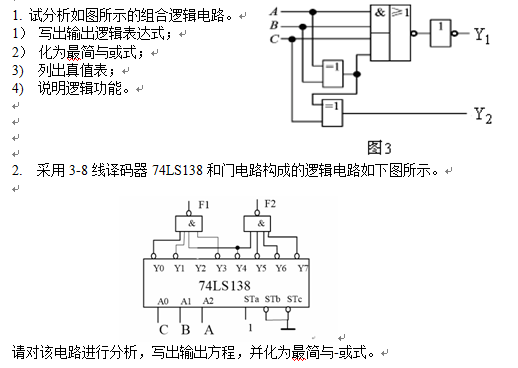 1. 试分析如图所示的组合逻辑电路。
1） 写出输出逻辑表达式；
2） 化为最简与或式；
3） 列出真值表；
4） 说明逻辑功能。
A
B
C
& ≥1
1
Y1
=1
=1
Y2
图3
2. 采用 3-8 线译码器 74LS138 和门电路构成的逻辑电路如下图所示。
F1 F2
& &
Y0 Y1 Y2 Y3 Y4 Y5 Y6 Y7
74LS138
A0 A1 A2 STa STb STc
C B A 1
请对该电路进行分析，写出输出方程，并化为最简与-或式。